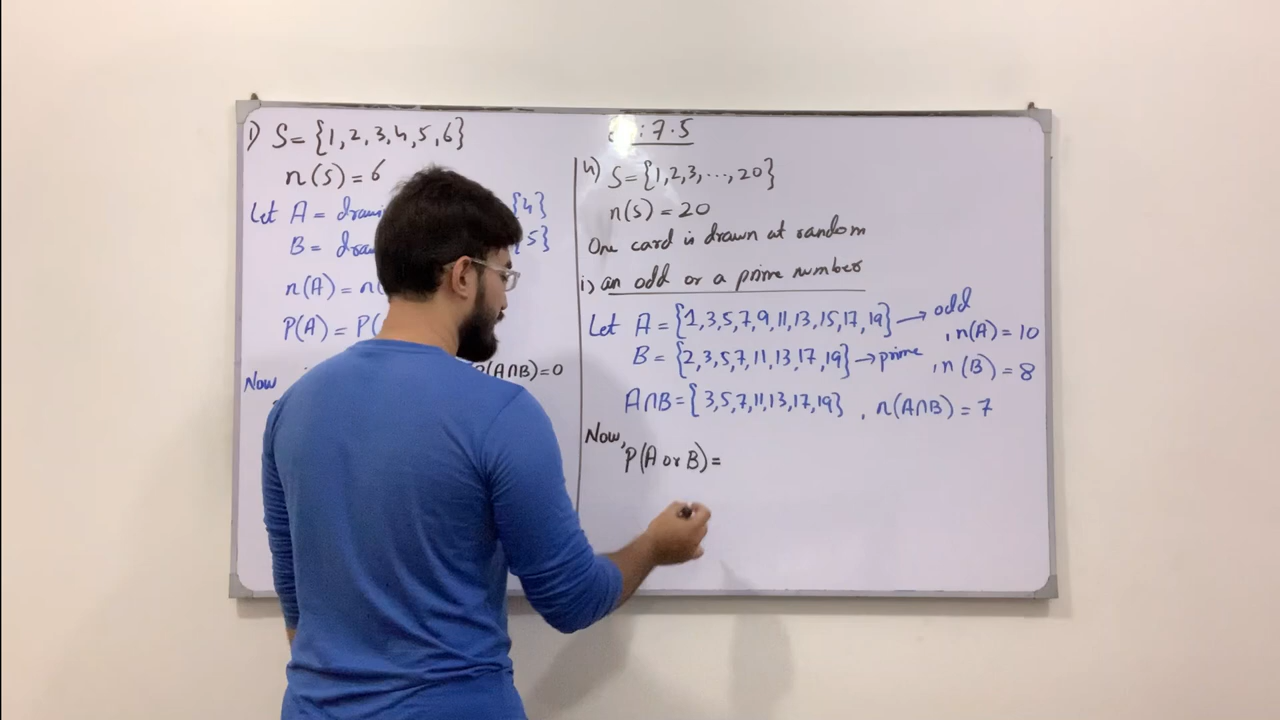 : 7.5
1) S= {1,2,3,4,5,6}
n(S) = 6
Let A = {4}
B = {5}
n(A) = n(
P(A) = P(
P(A∩B)=0
Now
4) S= {1,2,3,...,20}
n(S) = 20
One card is drawn at random
i) an odd or a prime number
Let A = {1,3,5,7,9,11,13,15,17,19} → odd , n(A) = 10
B = {2,3,5,7,11,13,17,19} → prime , n(B) = 8
A∩B = { 3,5,7,11,13,17,19} , n(A∩B) = 7
Now,
P(A or B) =